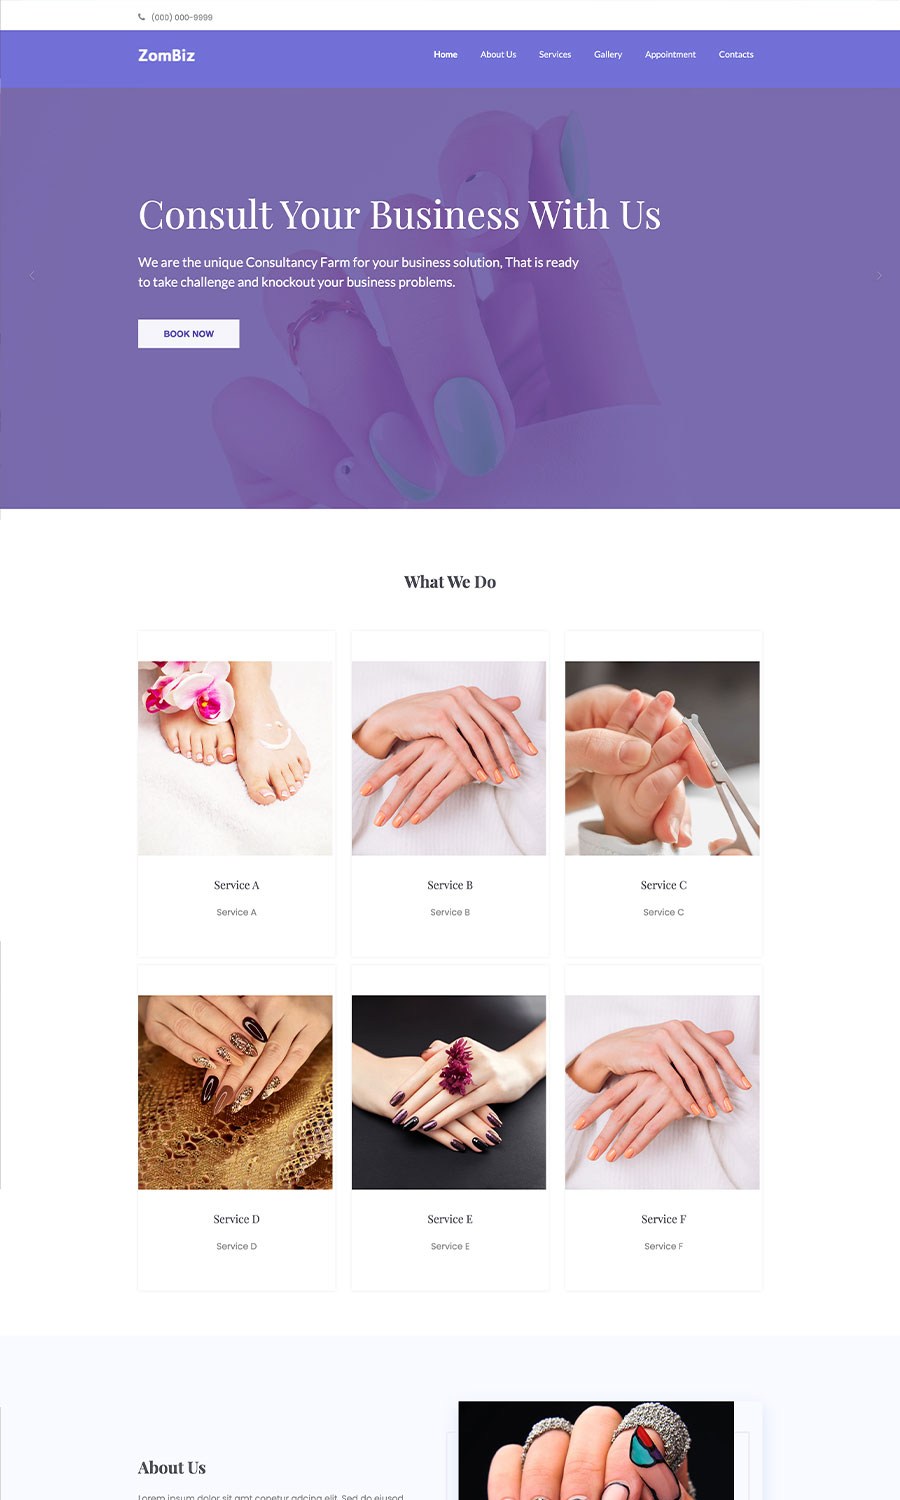 (000) 000-9999
ZomBiz
Home About Us Services Gallery Appointment Contacts
Consult Your Business With Us
We are the unique Consultancy Farm for your business solution, That is ready
to take challenge and knockout your business problems.
BOOK NOW
What We Do
Service A
Service A
Service B
Service B
Service C
Service C
Service D
Service D
Service E
Service E
Service F
Service F
About Us
Lorem ipsum dolor sit amt conetur adcing elit. Sed do eiusod